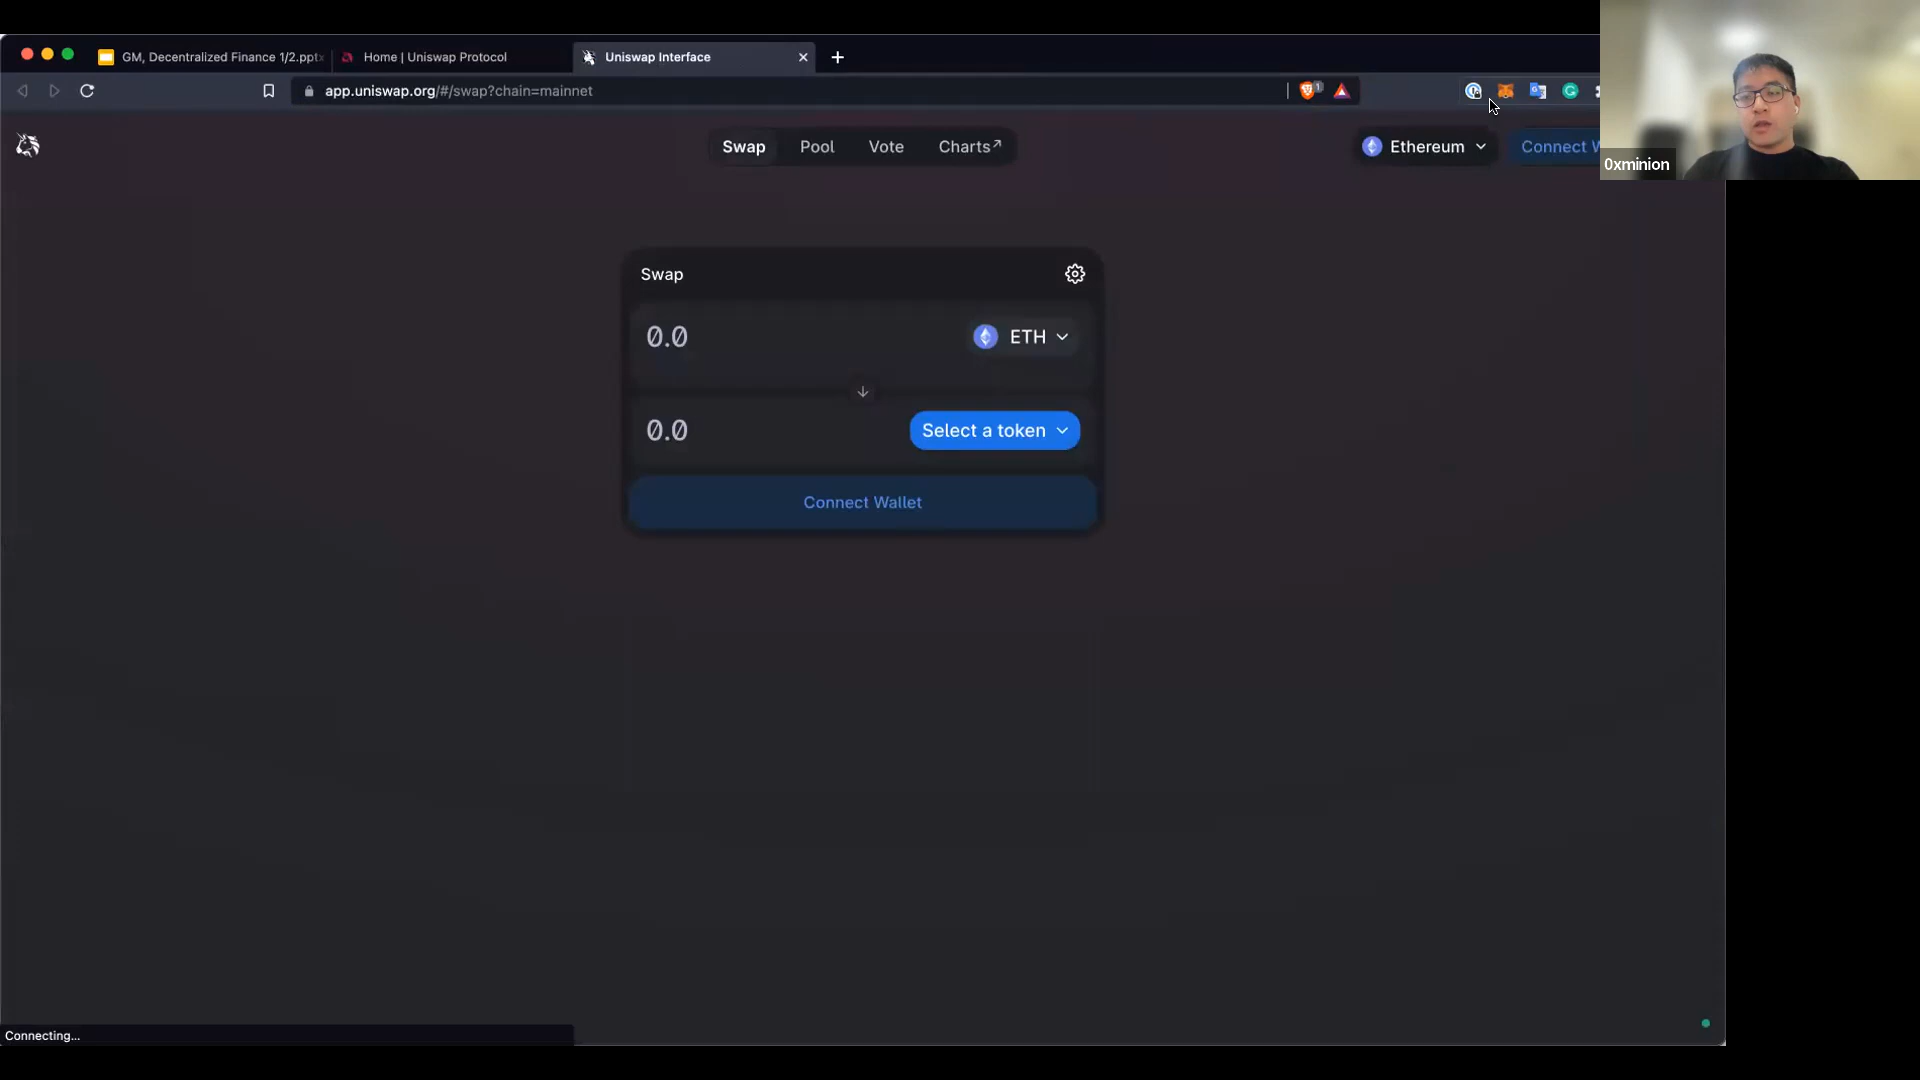 GM, Decentralized Finance 1/2.pptx
Home | Uniswap Protocol
Uniswap Interface
app.uniswap.org/#/swap?chain=mainnet
1
Swap
Pool
Vote
Charts↗
Ethereum
Connect W
0xminion
Swap
0.0
ETH
0.0
Select a token
Connect Wallet
Connecting...